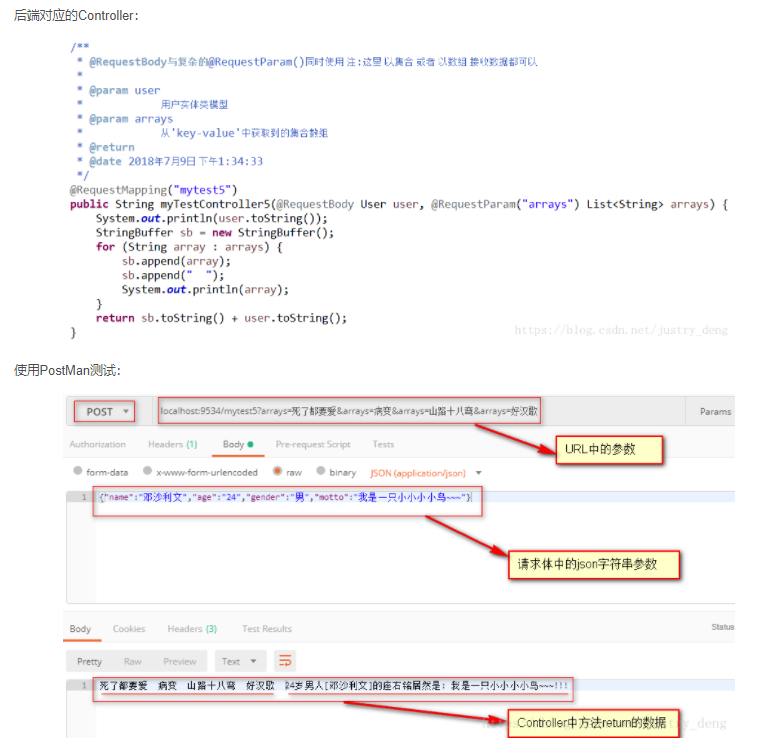 后端对应的Controller：
/**
 * @RequestBody与复杂的@RequestParam()同时使用 注:这里 以集合 或者 以数组 接收数据都可以
 *
 * @param user
 *            用户实体类模型
 * @param arrays
 *            从'key-value'中获取到的集合数组
 * @return
 * @date 2018年7月9日 下午1:34:33
 */
@RequestMapping("mytest5")
public String myTestController5(@RequestBody User user, @RequestParam("arrays") List<String> arrays) {
    System.out.println(user.toString());
    StringBuffer sb = new StringBuffer();
    for (String array : arrays) {
        sb.append(array);
        sb.append("  ");
        System.out.println(array);
    }
    return sb.toString() + user.toString();
}
https://blog.csdn.net/justry_deng
使用PostMan测试：
POST localhost:9534/mytest5?arrays=死了都要爱&arrays=病变&arrays=山路十八弯&arrays=好汉歌 Params
Authorization Headers (1) Body Pre-request Script Tests
URL中的参数
form-data x-www-form-urlencoded raw binary JSON (application/json)
1 {"name":"邓沙利文","age":"24","gender":"男","motto":"我是一只小小小小鸟~~~"}
请求体中的json字符串参数
Body Cookies Headers (3) Test Results Status
Pretty Raw Preview Text
1 死了都要爱  病变  山路十八弯  好汉歌  24岁男人[邓沙利文]的座右铭居然是: 我是一只小小小小鸟~~~!!!
Controller中方法return的数据